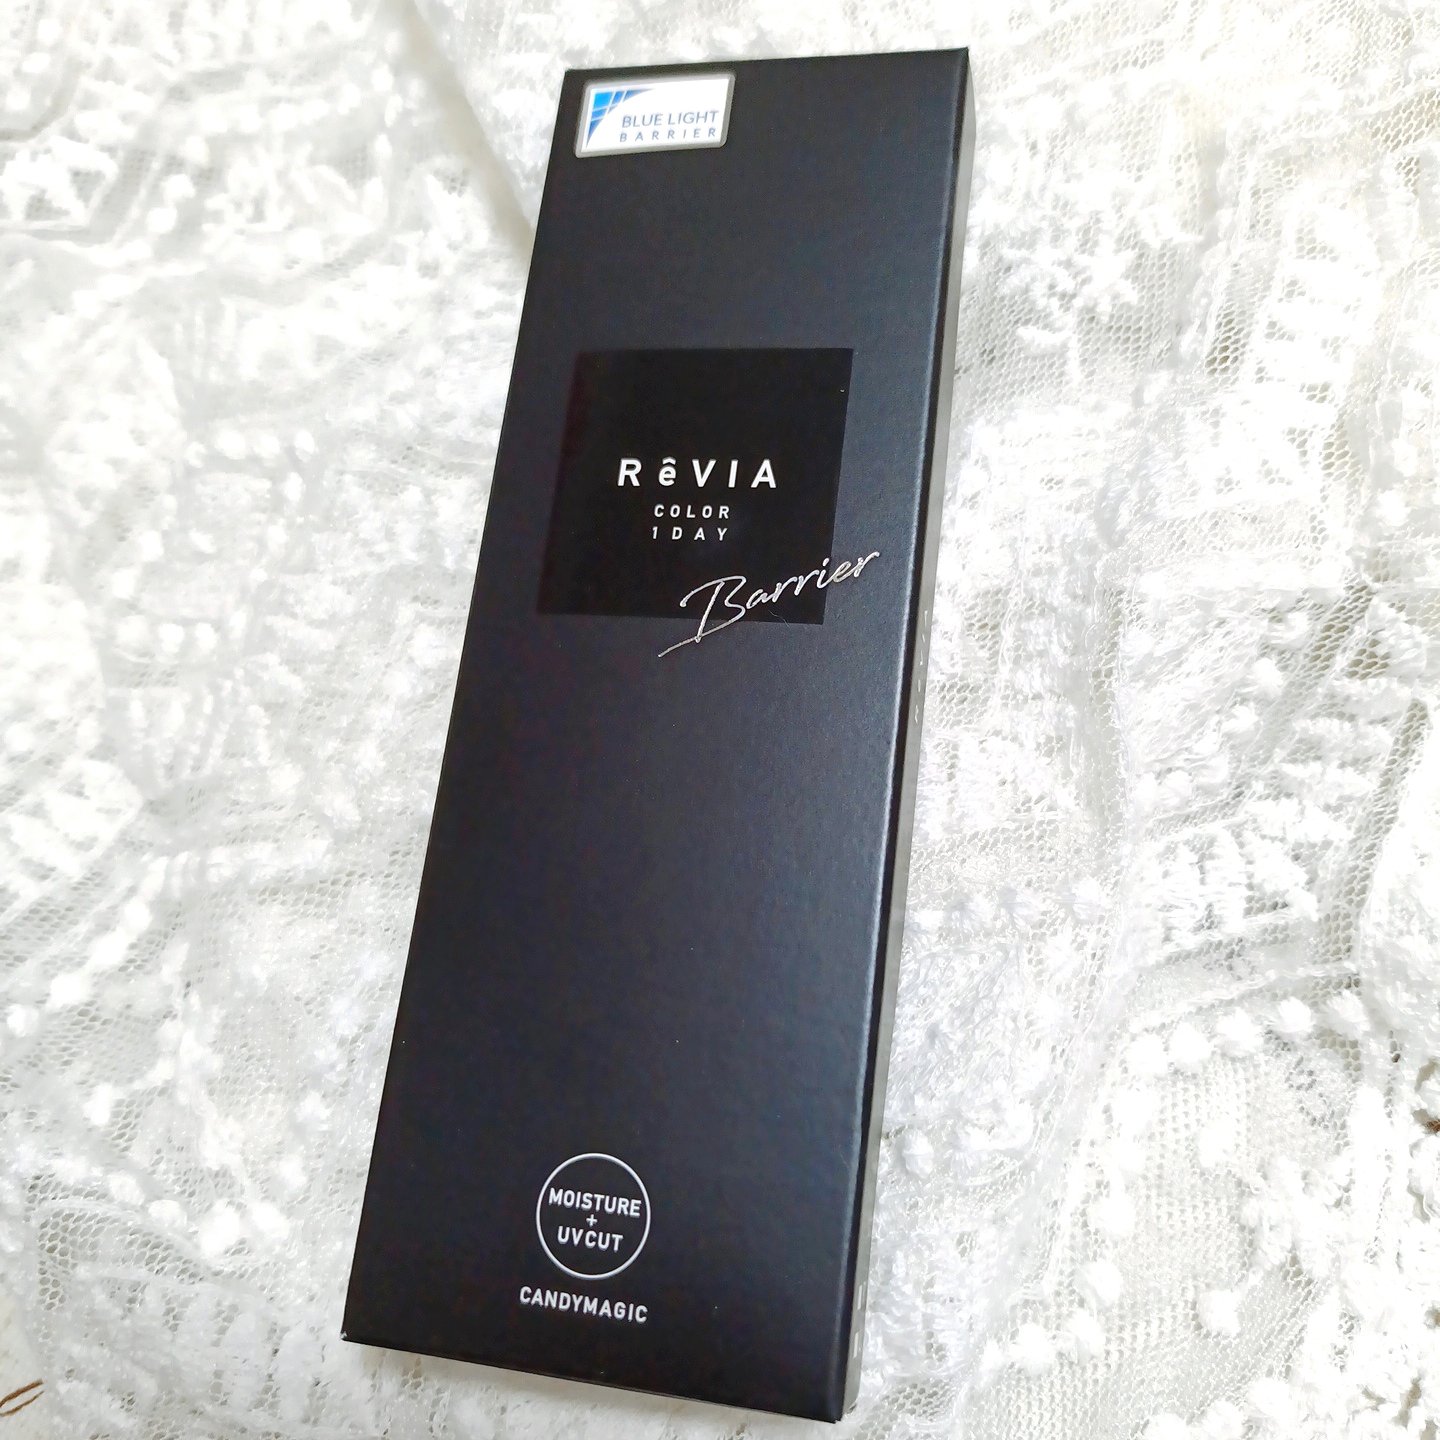 BLUE LIGHT
BARRIER
RêVIA
COLOR
1DAY
Barrier
MOISTURE
+
UVCUT
CANDYMAGIC